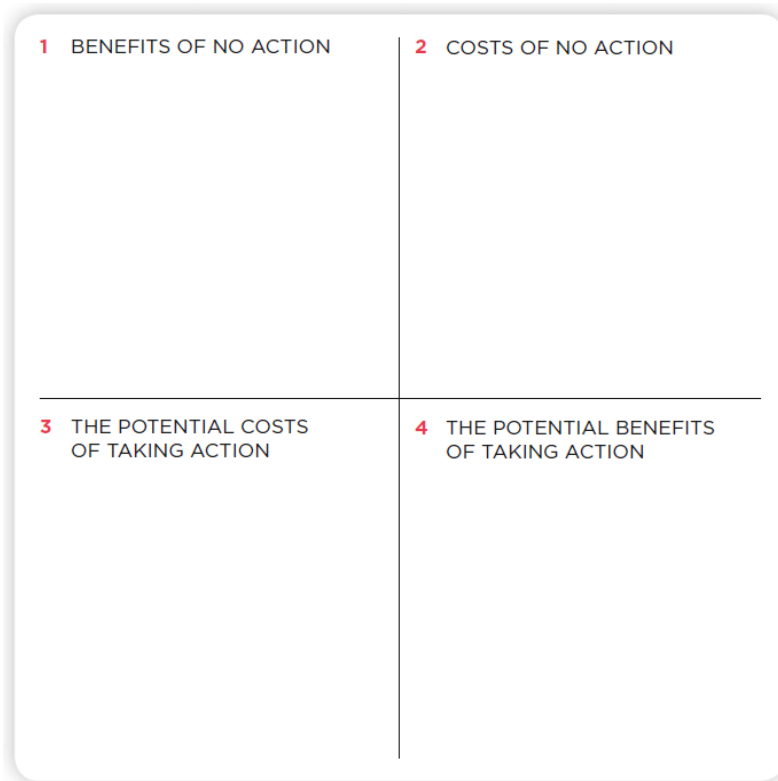 1 BENEFITS OF NO ACTION
2 COSTS OF NO ACTION
3 THE POTENTIAL COSTS
OF TAKING ACTION
4 THE POTENTIAL BENEFITS
OF TAKING ACTION